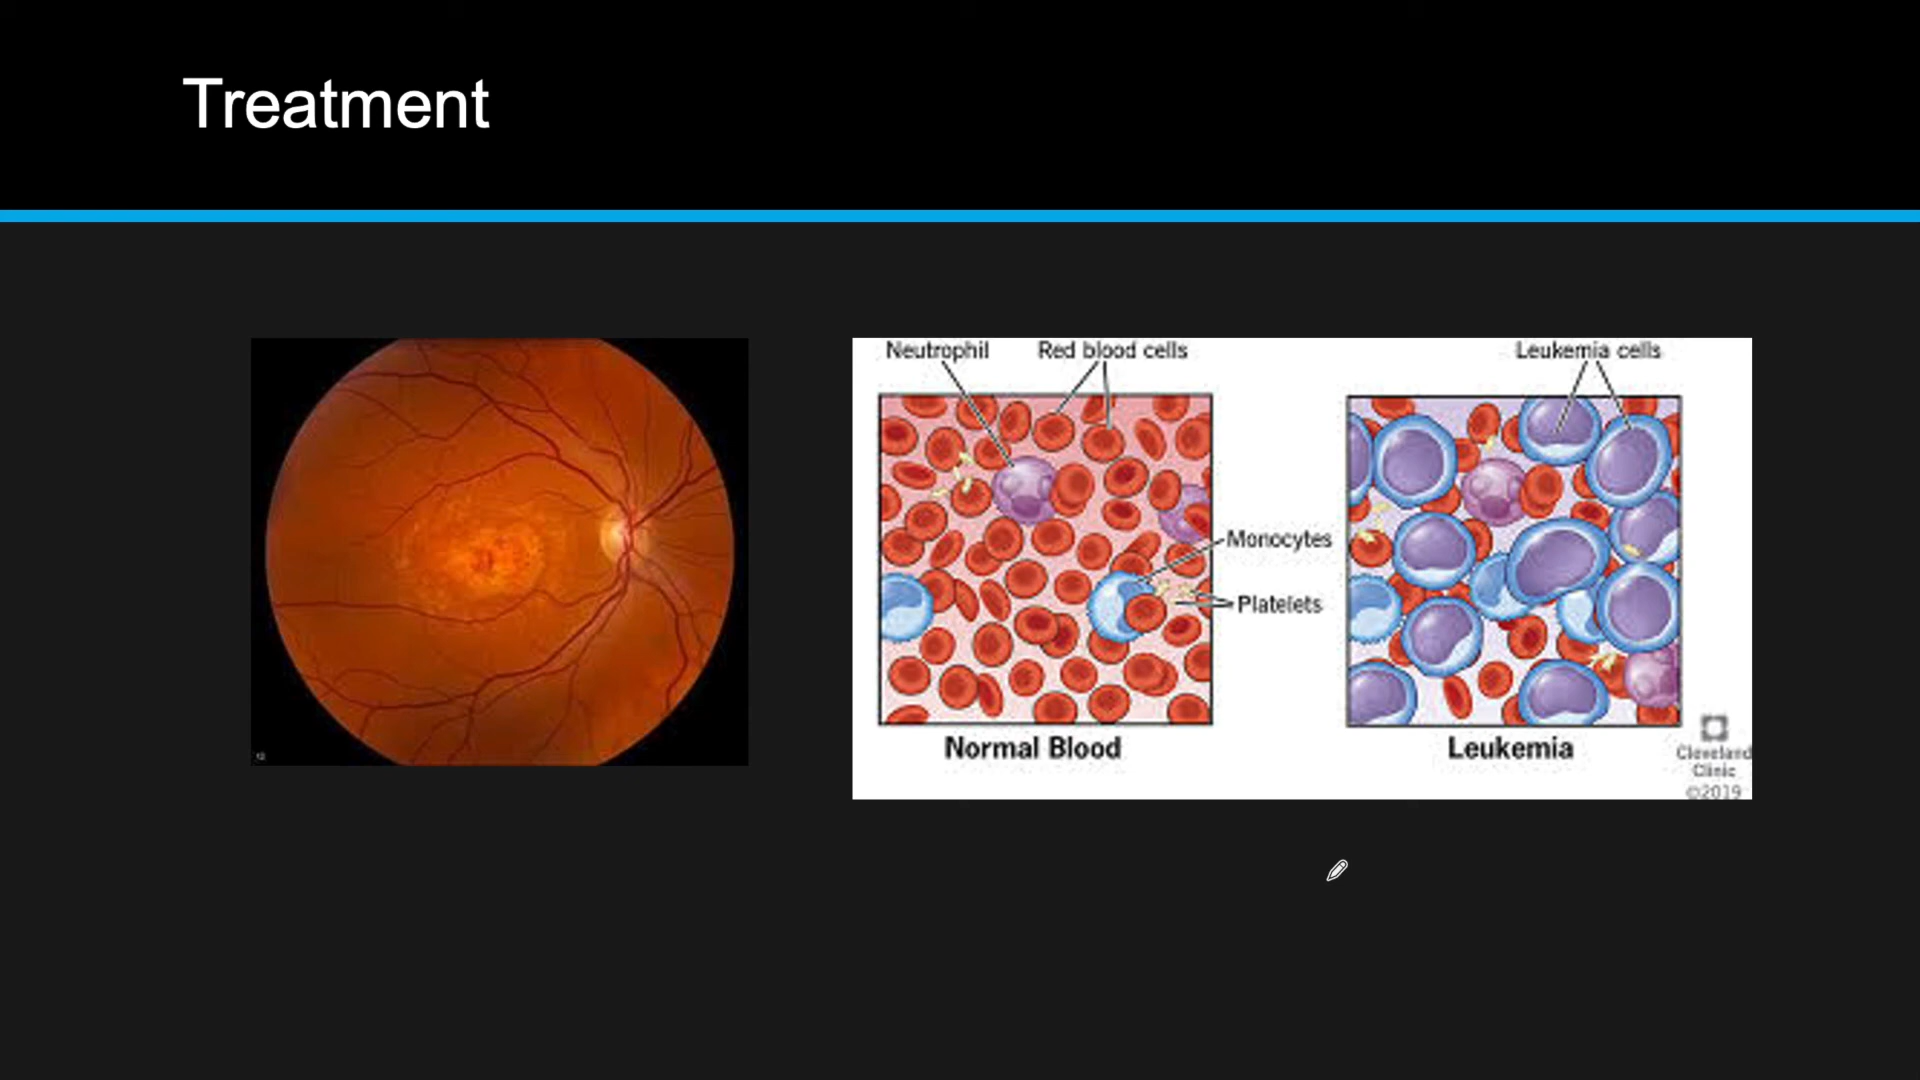 Treatment
Neutrophil
Red blood cells
Leukemia cells
Monocytes
Platelets
Normal Blood
Leukemia
Cleveland
Clinic
©2019